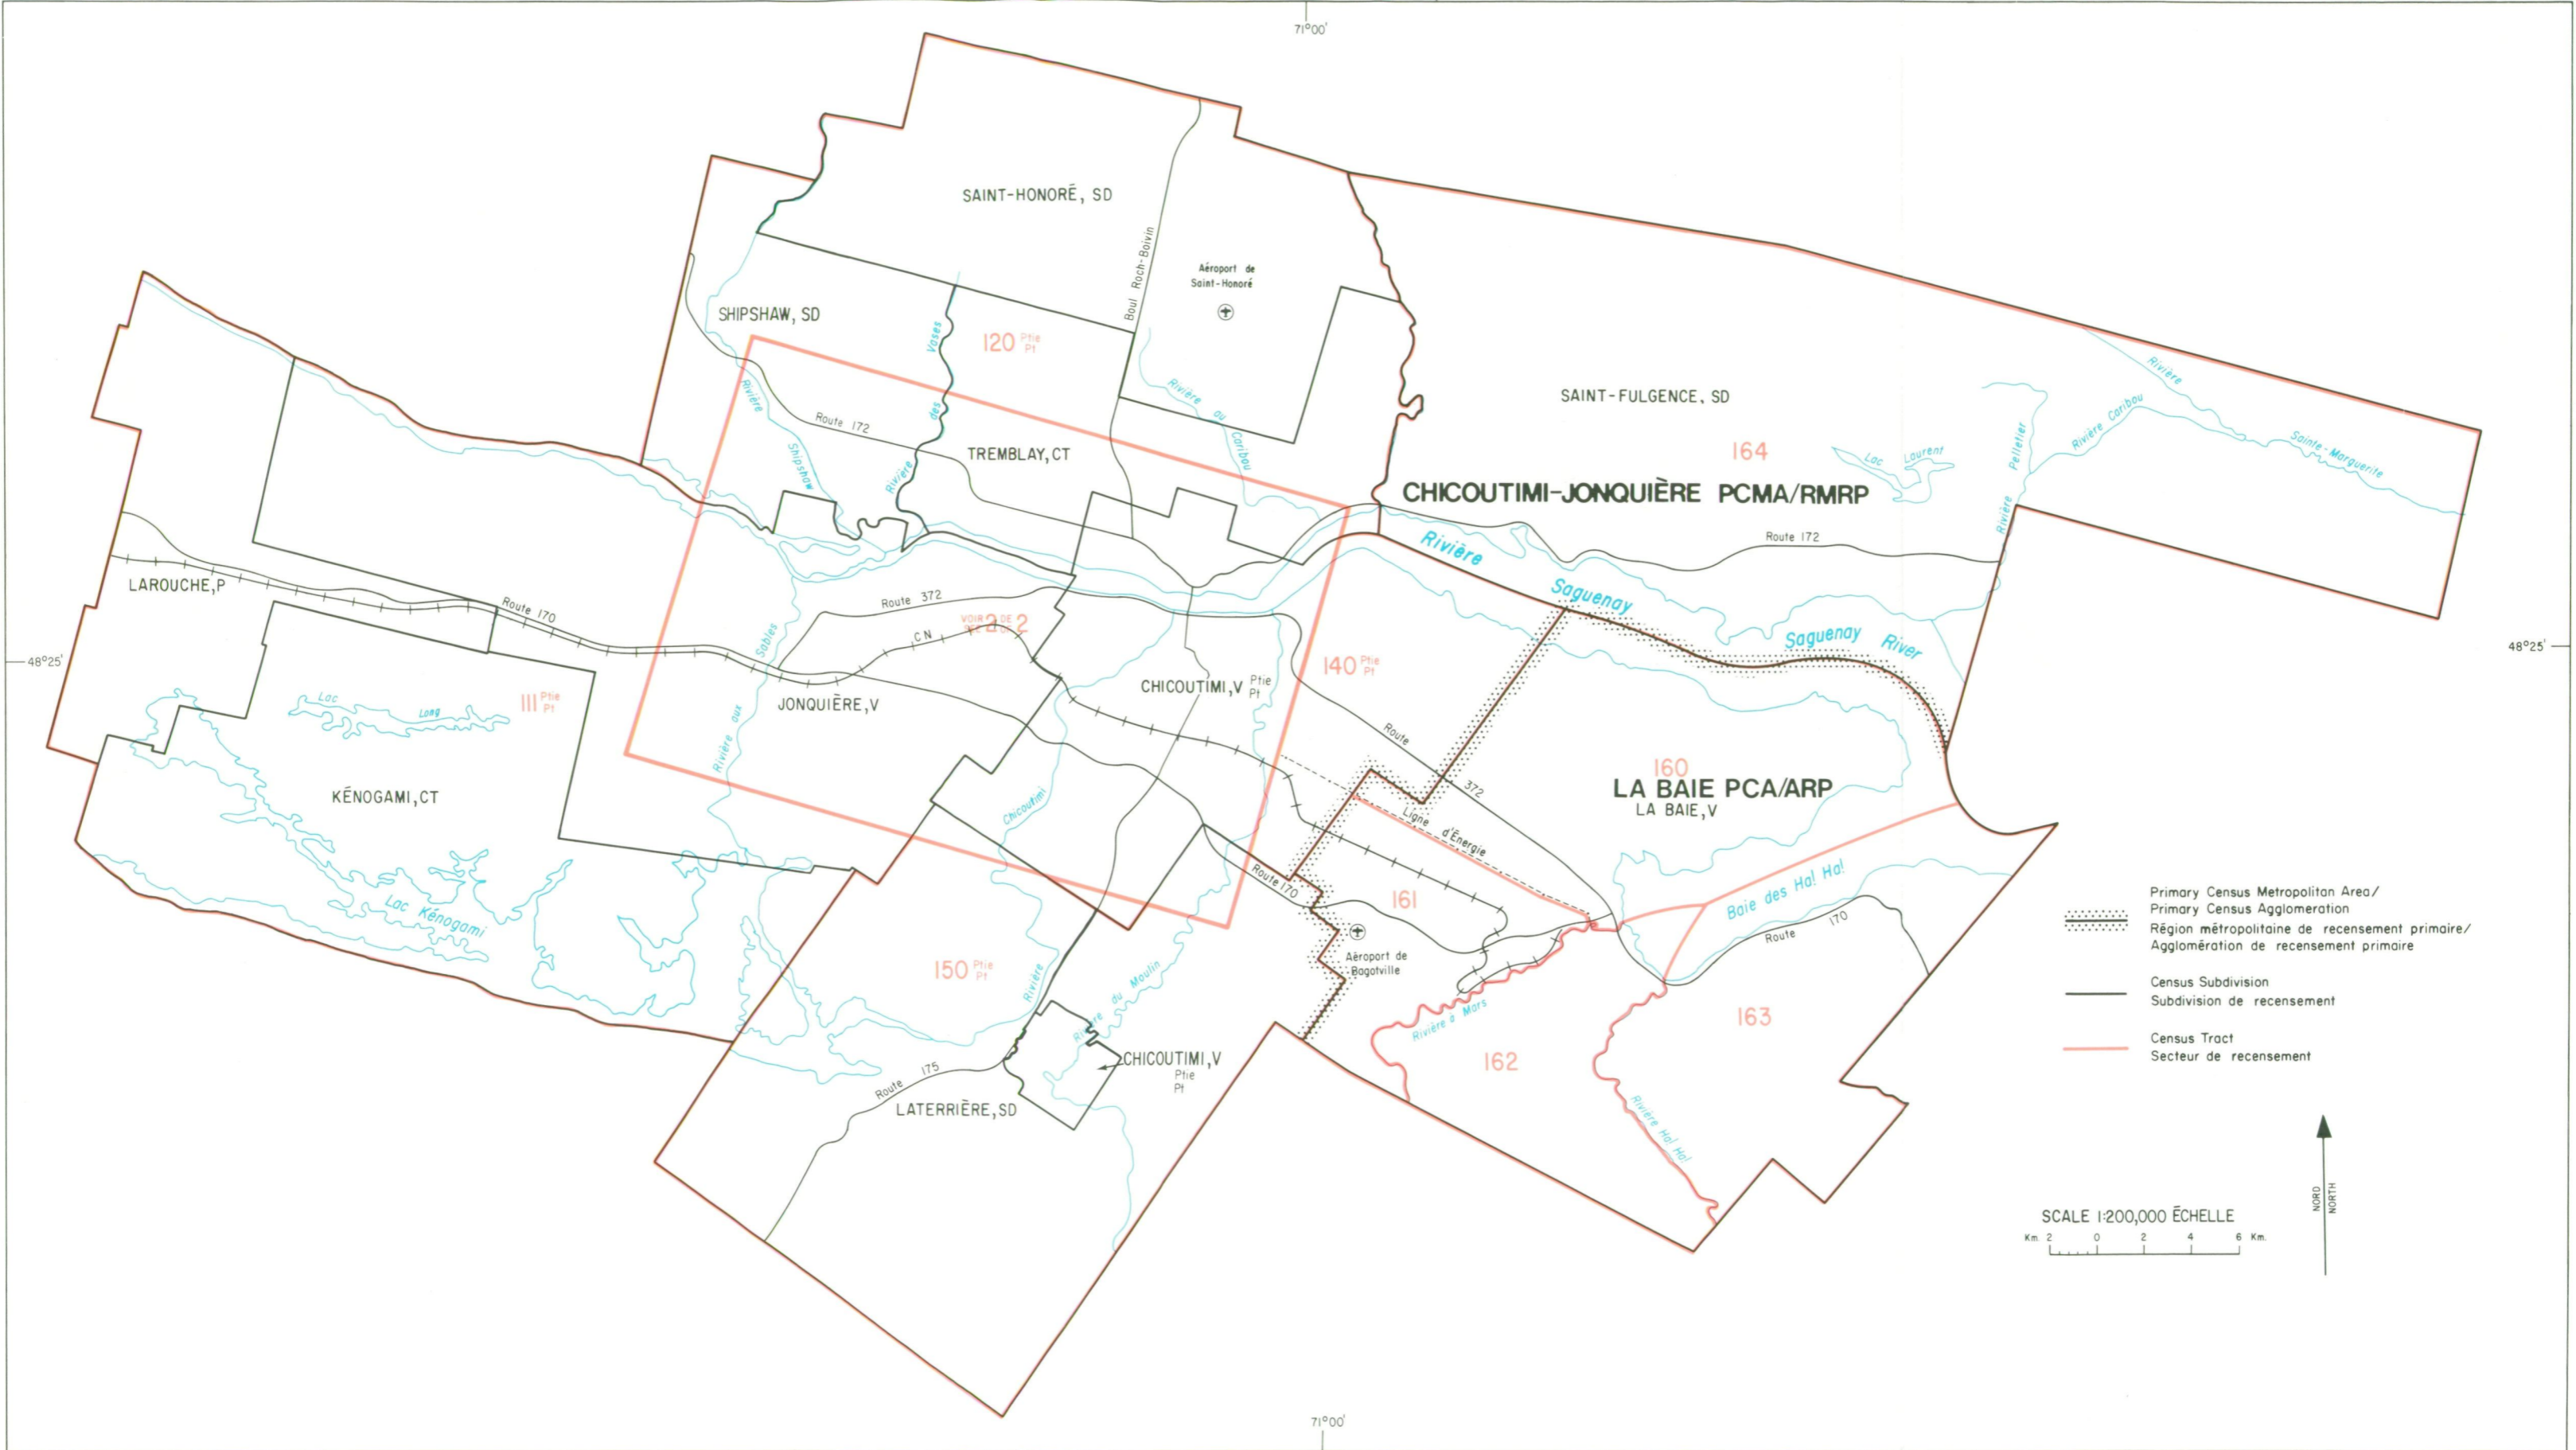 71°00'
SAINT-HONORÉ, SD
Boul Roch-Boivin
Aéroport de
Saint-Honoré
SHIPSHAW, SD
120 Ptie
Pt
Rivière des Vases
Rivière Shipshaw
Route 172
TREMBLAY, CT
Rivière au Caribou
SAINT-FULGENCE, SD
164
Lac Laurent
Rivière Pelletier
Rivière Caribou
Rivière Sainte-Marguerite
CHICOUTIMI-JONQUIÈRE PCMA/RMRP
Route 172
Rivière Saguenay
Saguenay River
LAROUCHE, P
Route 170
Route 372
CN
VOIR 2 DE 2
48°25'
48°25'
Rivière aux Sables
JONQUIÈRE, V
CHICOUTIMI, V Ptie
Pt
140 Ptie
Pt
111 Ptie
Pt
Lac Long
KÉNOGAMI, CT
Lac Kénogami
Rivière Chicoutimi
Route 372
160
LA BAIE PCA/ARP
LA BAIE, V
Ligne d'Énergie
Route 170
161
Baie des Ha! Ha!
Route 170
Aéroport de
Bagotville
150 Ptie
Pt
Rivière du Moulin
Rivière à Mars
162
163
Rivière Ha! Ha!
CHICOUTIMI, V
Ptie
Pt
Route 175
LATERRIÈRE, SD
Primary Census Metropolitan Area/
Primary Census Agglomeration
Région métropolitaine de recensement primaire/
Agglomération de recensement primaire
Census Subdivision
Subdivision de recensement
Census Tract
Secteur de recensement
NORD
NORTH
SCALE 1:200,000 ÉCHELLE
Km. 2 0 2 4 6 Km.
71°00'